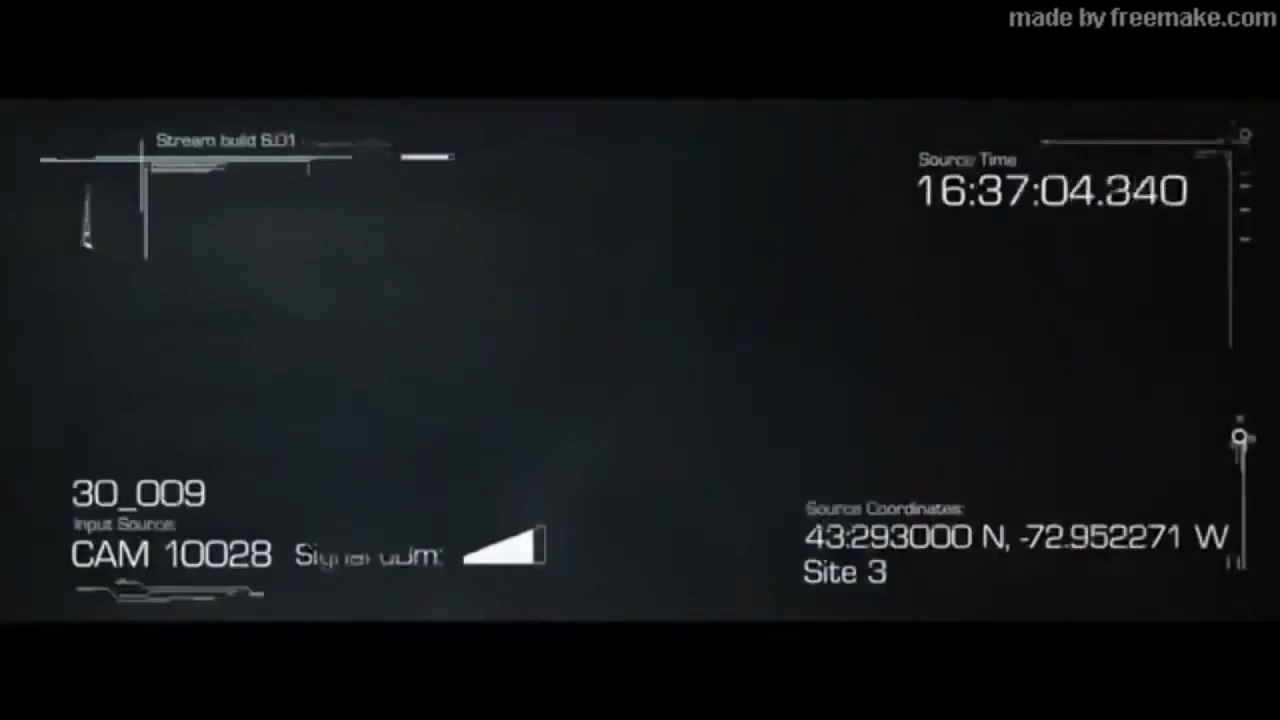 made by freemake.com
Stream build 6.01
Source Time
16:37:04.340
30_009
Input Source:
CAM 10028
Source Coordinates:
43:293000 N, -72.952271 W
Site 3